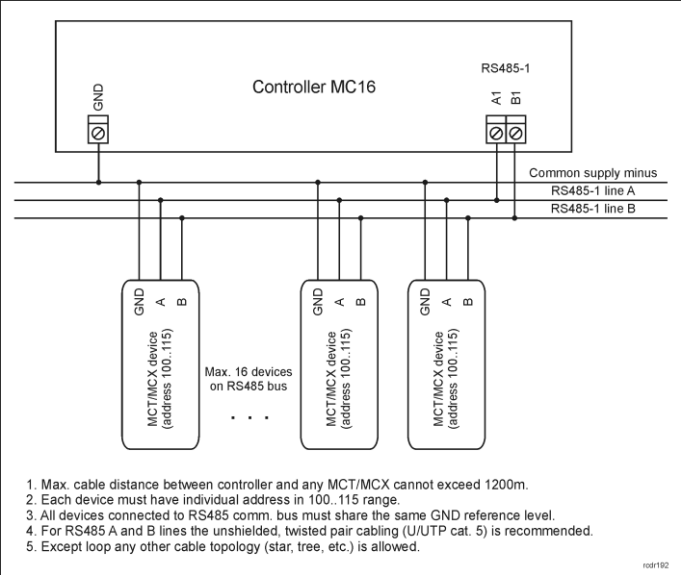 RS485-1
Controller MC16
GND
A1
B1
Common supply minus
RS485-1 line A
RS485-1 line B
GND
A
B
GND
A
B
GND
A
B
MCT/MCX device
(address 100..115)
Max. 16 devices
on RS485 bus
. . .
MCT/MCX device
(address 100..115)
MCT/MCX device
(address 100..115)
1. Max. cable distance between controller and any MCT/MCX cannot exceed 1200m.
2. Each device must have individual address in 100..115 range.
3. All devices connected to RS485 comm. bus must share the same GND reference level.
4. For RS485 A and B lines the unshielded, twisted pair cabling (U/UTP cat. 5) is recommended.
5. Except loop any other cable topology (star, tree, etc.) is allowed.
rcdr192